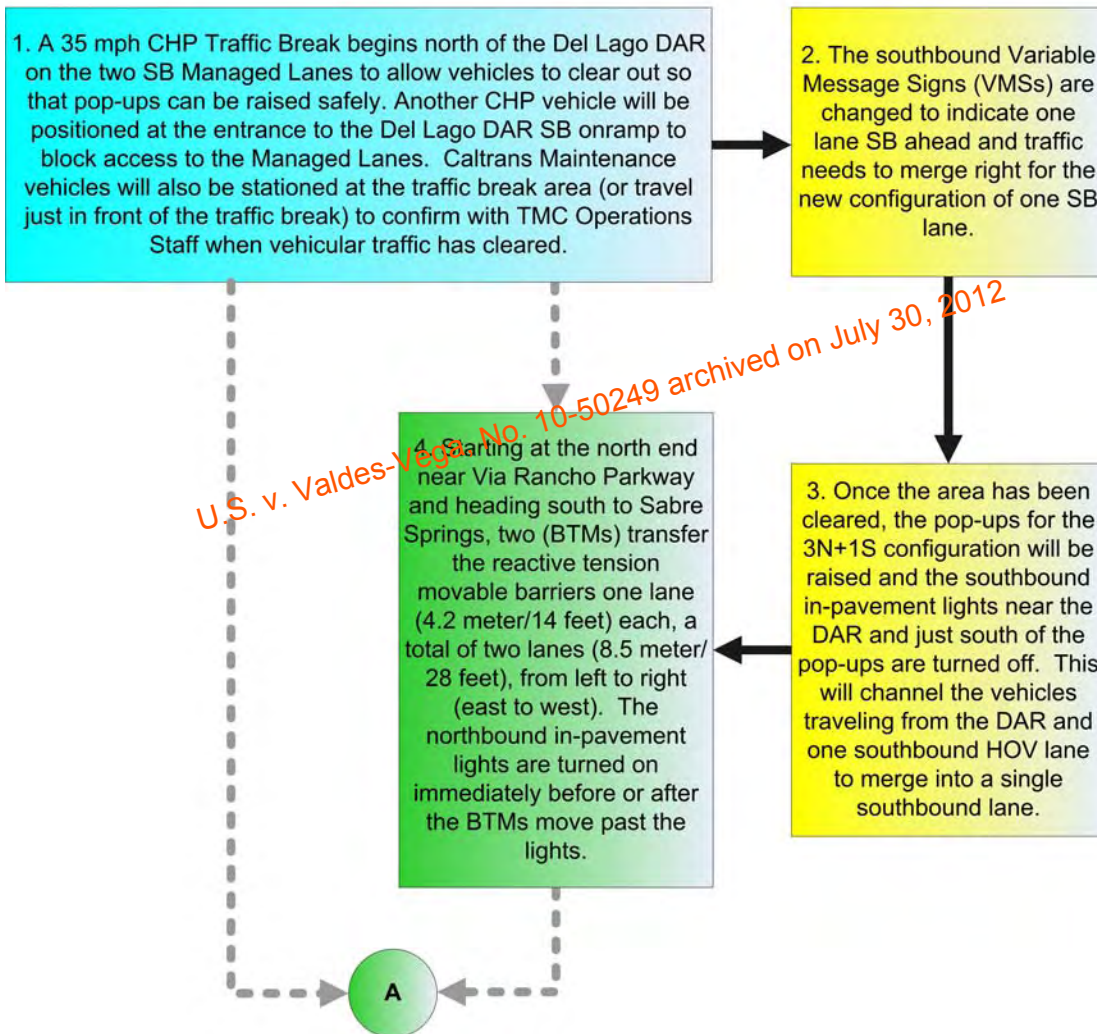 1. A 35 mph CHP Traffic Break begins north of the Del Lago DAR
on the two SB Managed Lanes to allow vehicles to clear out so
that pop-ups can be raised safely. Another CHP vehicle will be
positioned at the entrance to the Del Lago DAR SB onramp to
block access to the Managed Lanes. Caltrans Maintenance
vehicles will also be stationed at the traffic break area (or travel
just in front of the traffic break) to confirm with TMC Operations
Staff when vehicular traffic has cleared.
2. The southbound Variable
Message Signs (VMSs) are
changed to indicate one
lane SB ahead and traffic
needs to merge right for the
new configuration of one SB
lane.
3. Once the area has been
cleared, the pop-ups for the
3N+1S configuration will be
raised and the southbound
in-pavement lights near the
DAR and just south of the
pop-ups are turned off. This
will channel the vehicles
traveling from the DAR and
one southbound HOV lane
to merge into a single
southbound lane.
4. Starting at the north end
near Via Rancho Parkway
and heading south to Sabre
Springs, two (BTMs) transfer
the reactive tension
movable barriers one lane
(4.2 meter/14 feet) each, a
total of two lanes (8.5 meter/
28 feet), from left to right
(east to west). The
northbound in-pavement
lights are turned on
immediately before or after
the BTMs move past the
lights.
A
U.S. v. Valdes-Vega, No. 10-50249 archived on July 30, 2012